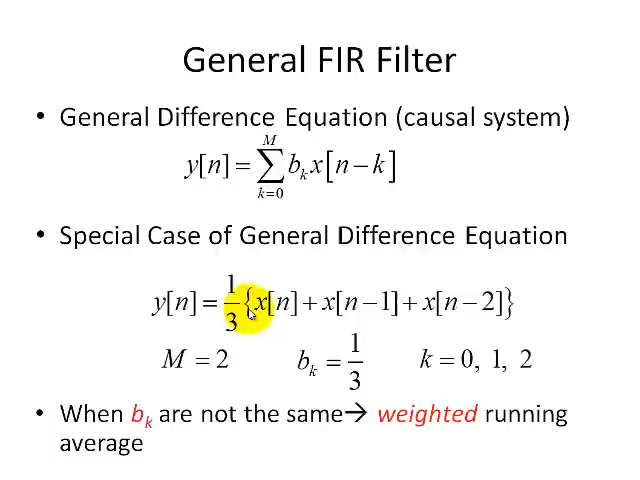 General FIR Filter
• General Difference Equation (causal system)
y[n] = ∑_{k=0}^{M} b_k x[n − k]
• Special Case of General Difference Equation
y[n] = 1/3 {x[n] + x[n − 1] + x[n − 2]}
M = 2 b_k = 1/3 k = 0, 1, 2
• When b_k are not the same→ weighted running
average